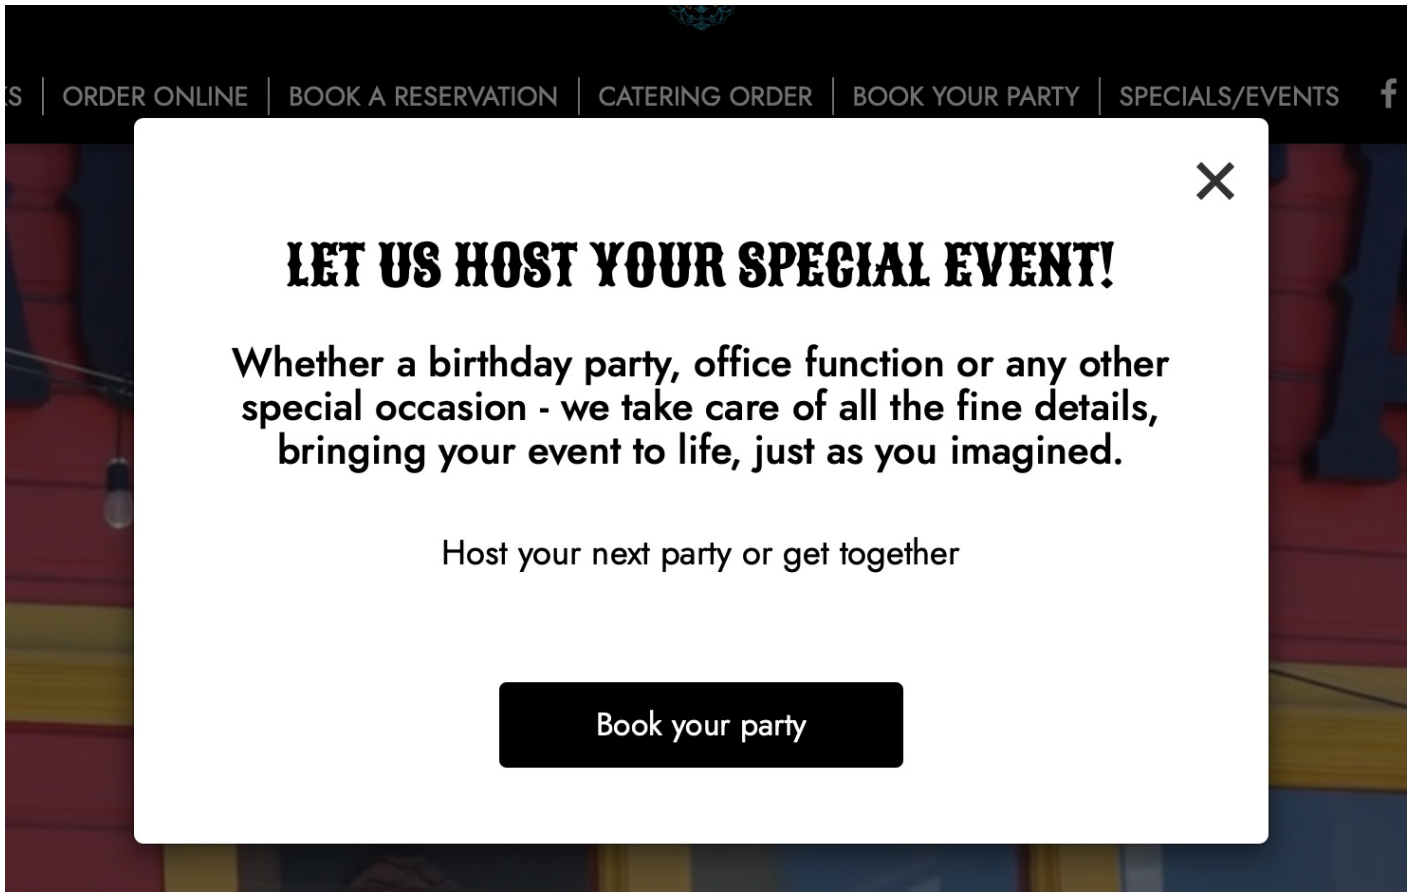 ORDER ONLINE
BOOK A RESERVATION
CATERING ORDER
BOOK YOUR PARTY
SPECIALS/EVENTS
LET US HOST YOUR SPECIAL EVENT!
Whether a birthday party, office function or any other
special occasion - we take care of all the fine details,
bringing your event to life, just as you imagined.
Host your next party or get together
Book your party